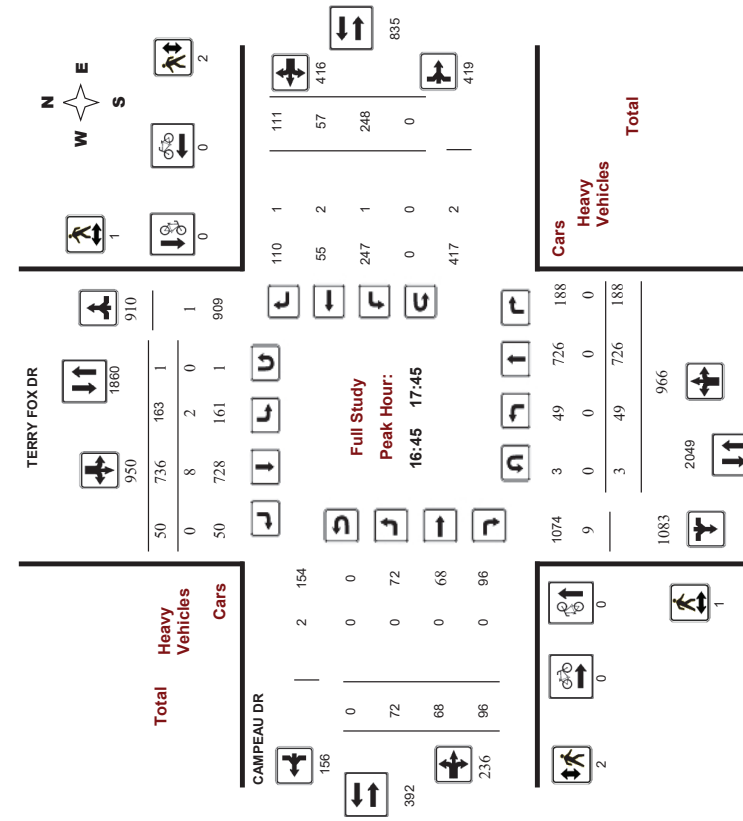 N
W E
S
TERRY FOX DR
835
416
419
2
0
1
0
910
1860
950
111
57
248
0
110 1
55 2
247 1
0 0
417 2
50 736 163 1
0 8 2 0 1
50 728 161 1 909
Total
Heavy
Vehicles
Cars
Full Study
Peak Hour:
16:45 17:45
Cars
Heavy
Vehicles
Total
CAMPEAU DR
2 154
0 0
0 72
0 68
0 96
0
72
68
96
156
392
236
1074 3 49 726 188
9 0 0 0 0
3 49 726 188
1083
2049
966
2
0
0
1